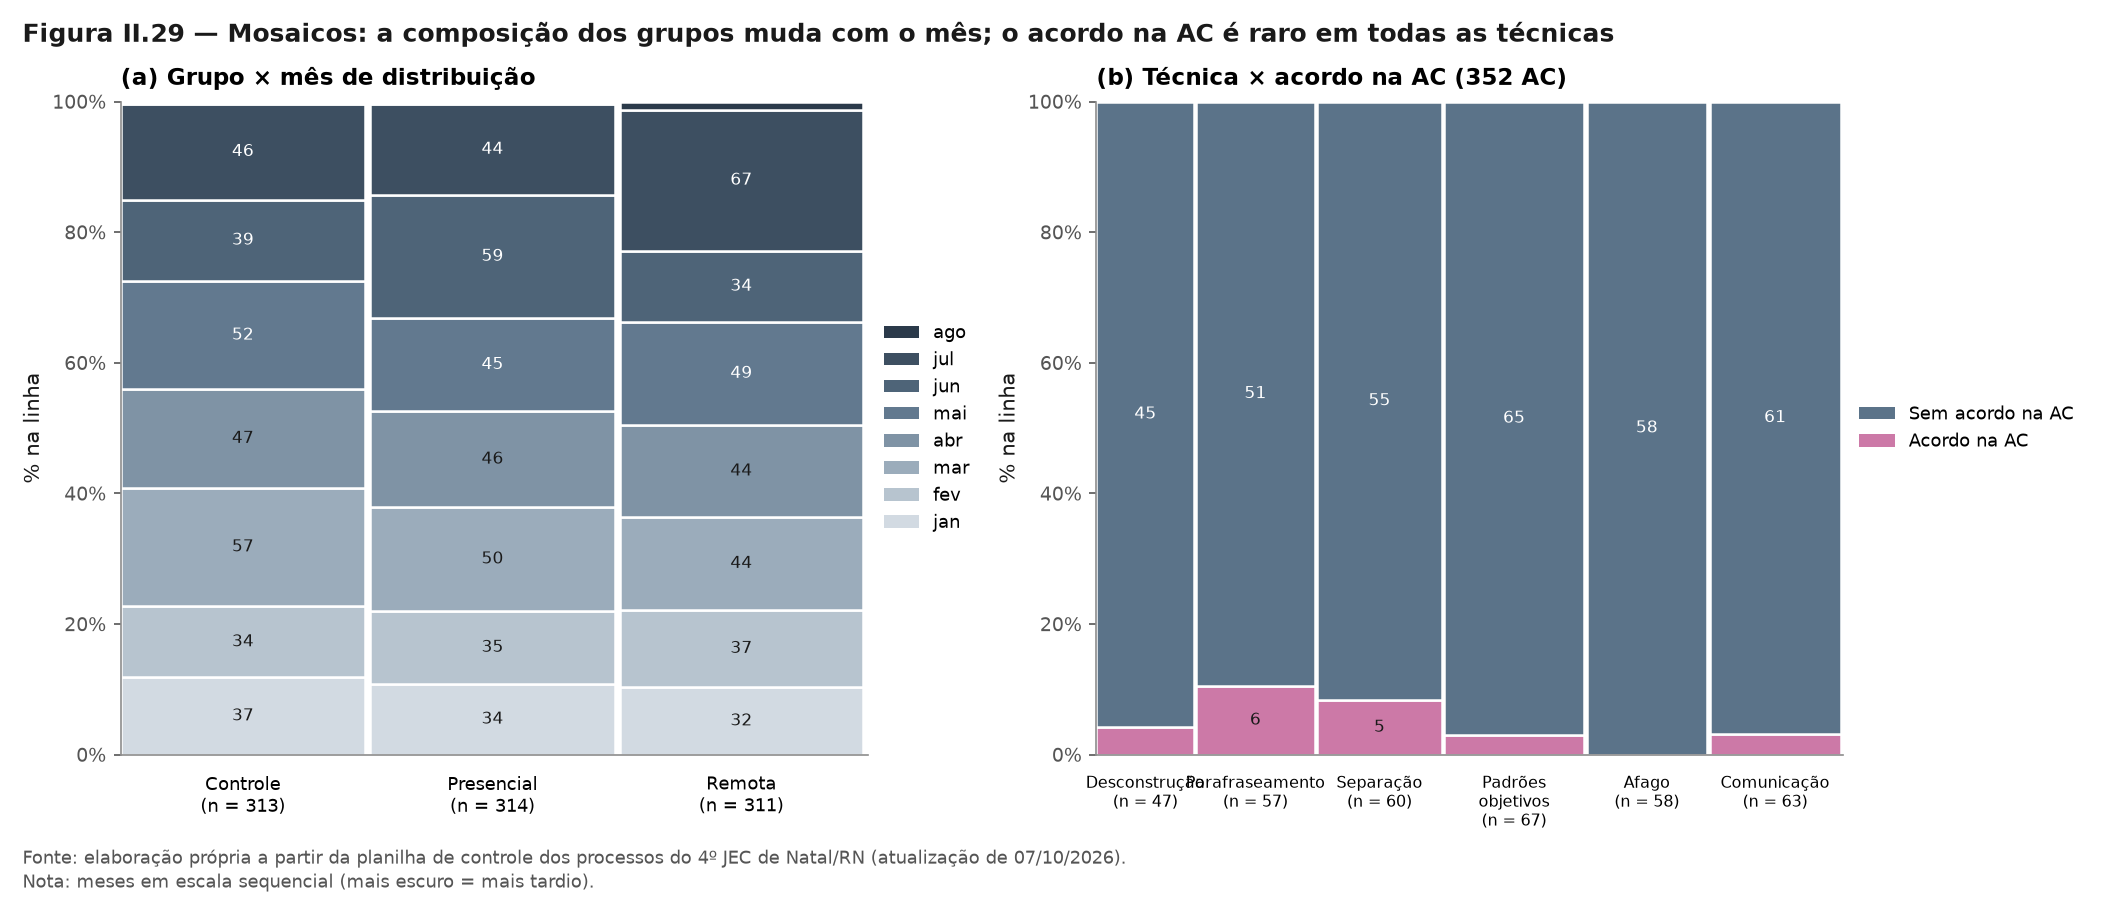 Figura II.29 — Mosaicos: a composição dos grupos muda com o mês; o acordo na AC é raro em todas as técnicas
(a) Grupo × mês de distribuição
% na linha
100%
80%
60%
40%
20%
0%
46
39
52
47
57
34
37
44
59
45
46
50
35
34
67
34
49
44
44
37
32
Controle
(n = 313)
Presencial
(n = 314)
Remota
(n = 311)
ago
jul
jun
mai
abr
mar
fev
jan
(b) Técnica × acordo na AC (352 AC)
% na linha
100%
80%
60%
40%
20%
0%
45
51
55
65
58
61
6
5
Desconstrução
(n = 47)
Parafraseamento
(n = 57)
Separação
(n = 60)
Padrões
objetivos
(n = 67)
Afago
(n = 58)
Comunicação
(n = 63)
Sem acordo na AC
Acordo na AC
Fonte: elaboração própria a partir da planilha de controle dos processos do 4º JEC de Natal/RN (atualização de 07/10/2026).
Nota: meses em escala sequencial (mais escuro = mais tardio).